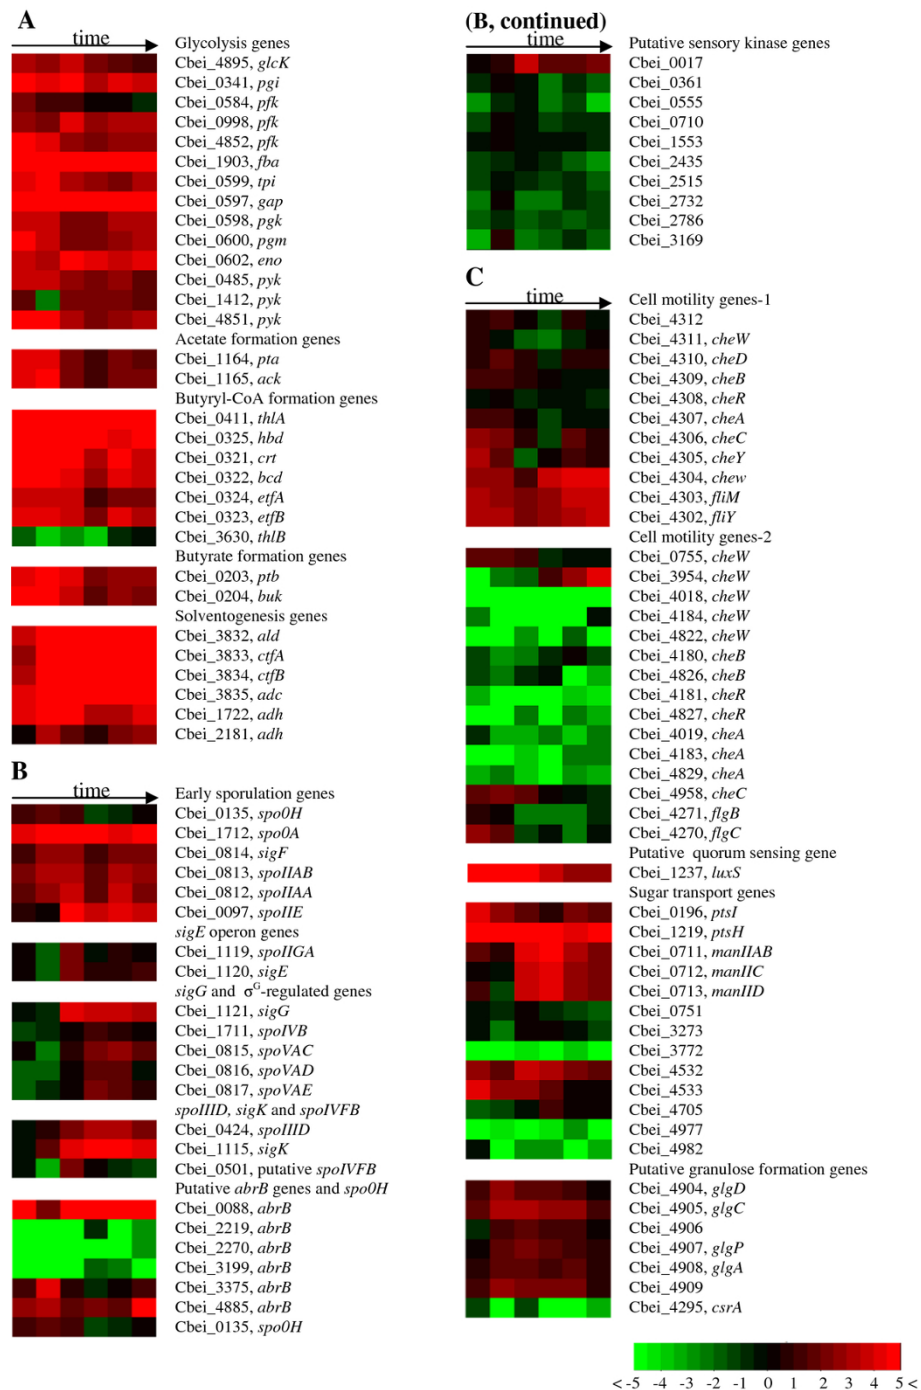 A
time
Glycolysis genes
Cbei_4895, glcK
Cbei_0341, pgi
Cbei_0584, pfk
Cbei_0998, pfk
Cbei_4852, pfk
Cbei_1903, fba
Cbei_0599, tpi
Cbei_0597, gap
Cbei_0598, pgk
Cbei_0600, pgm
Cbei_0602, eno
Cbei_0485, pyk
Cbei_1412, pyk
Cbei_4851, pyk
Acetate formation genes
Cbei_1164, pta
Cbei_1165, ack
Butyryl-CoA formation genes
Cbei_0411, thlA
Cbei_0325, hbd
Cbei_0321, crt
Cbei_0322, bcd
Cbei_0324, etfA
Cbei_0323, etfB
Cbei_3630, thlB
Butyrate formation genes
Cbei_0203, ptb
Cbei_0204, buk
Solventogenesis genes
Cbei_3832, ald
Cbei_3833, ctfA
Cbei_3834, ctfB
Cbei_3835, adc
Cbei_1722, adh
Cbei_2181, adh
B
time
Early sporulation genes
Cbei_0135, spo0H
Cbei_1712, spo0A
Cbei_0814, sigF
Cbei_0813, spoIIAB
Cbei_0812, spoIIAA
Cbei_0097, spoIIE
sigE operon genes
Cbei_1119, spoIIGA
Cbei_1120, sigE
sigG and σG-regulated genes
Cbei_1121, sigG
Cbei_1711, spoIVB
Cbei_0815, spoVAC
Cbei_0816, spoVAD
Cbei_0817, spoVAE
spoIIID, sigK and spoIVFB
Cbei_0424, spoIIID
Cbei_1115, sigK
Cbei_0501, putative spoIVFB
Putative abrB genes and spo0H
Cbei_0088, abrB
Cbei_2219, abrB
Cbei_2270, abrB
Cbei_3199, abrB
Cbei_3375, abrB
Cbei_4885, abrB
Cbei_0135, spo0H
(B, continued)
time
Putative sensory kinase genes
Cbei_0017
Cbei_0361
Cbei_0555
Cbei_0710
Cbei_1553
Cbei_2435
Cbei_2515
Cbei_2732
Cbei_2786
Cbei_3169
C
time
Cell motility genes-1
Cbei_4312
Cbei_4311, cheW
Cbei_4310, cheD
Cbei_4309, cheB
Cbei_4308, cheR
Cbei_4307, cheA
Cbei_4306, cheC
Cbei_4305, cheY
Cbei_4304, chew
Cbei_4303, fliM
Cbei_4302, fliY
Cell motility genes-2
Cbei_0755, cheW
Cbei_3954, cheW
Cbei_4018, cheW
Cbei_4184, cheW
Cbei_4822, cheW
Cbei_4180, cheB
Cbei_4826, cheB
Cbei_4181, cheR
Cbei_4827, cheR
Cbei_4019, cheA
Cbei_4183, cheA
Cbei_4829, cheA
Cbei_4958, cheC
Cbei_4271, flgB
Cbei_4270, flgC
Putative quorum sensing gene
Cbei_1237, luxS
Sugar transport genes
Cbei_0196, ptsI
Cbei_1219, ptsH
Cbei_0711, manIIAB
Cbei_0712, manIIC
Cbei_0713, manIID
Cbei_0751
Cbei_3273
Cbei_3772
Cbei_4532
Cbei_4533
Cbei_4705
Cbei_4977
Cbei_4982
Putative granulose formation genes
Cbei_4904, glgD
Cbei_4905, glgC
Cbei_4906
Cbei_4907, glgP
Cbei_4908, glgA
Cbei_4909
Cbei_4295, csrA
< -5 -4 -3 -2 -1 0 1 2 3 4 5 <